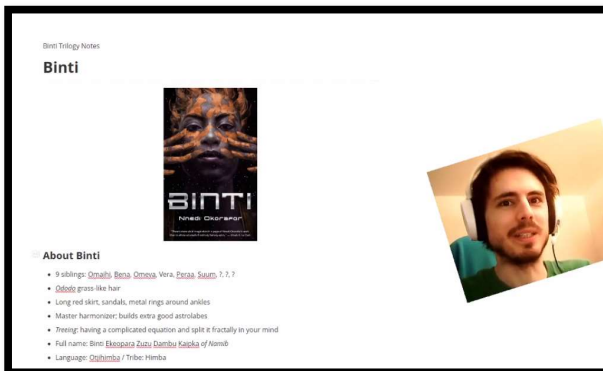 Binti Trilogy Notes
Binti
BINTI
Nnedi Okorafor
About Binti
9 siblings: Omaihi, Bena, Omeva, Vera, Peraa, Suum, ?, ?, ?
Ododo grass-like hair
Long red skirt, sandals, metal rings around ankles
Master harmonizer; builds extra good astrolabes
Treeing: having a complicated equation and split it fractally in your mind
Full name: Binti Ekeopara Zuzu Dambu Kaipka of Namib
Language: Otjihimba / Tribe: Himba